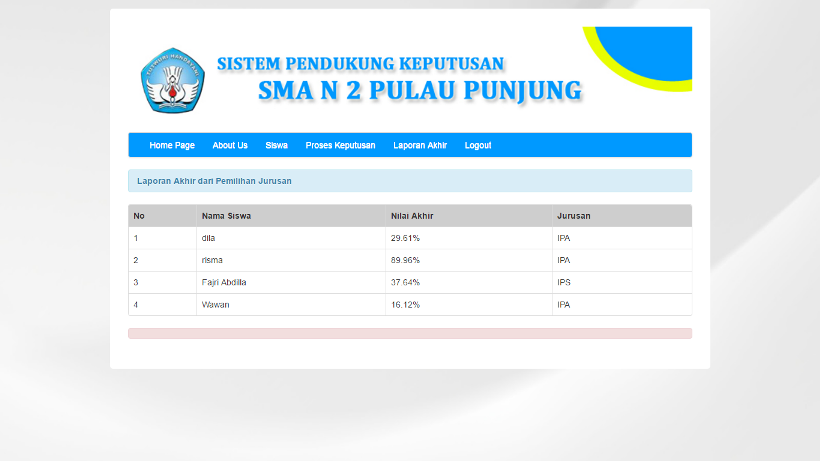 TUT WURI HANDAYANI
SISTEM PENDUKUNG KEPUTUSAN
SMA N 2 PULAU PUNJUNG
Home Page About Us Siswa Proses Keputusan Laporan Akhir Logout
Laporan Akhir dari Pemilihan Jurusan
No Nama Siswa Nilai Akhir Jurusan
1 dila 29.61% IPA
2 risma 89.96% IPA
3 Fajri Abdilla 37.64% IPS
4 Wawan 16.12% IPA